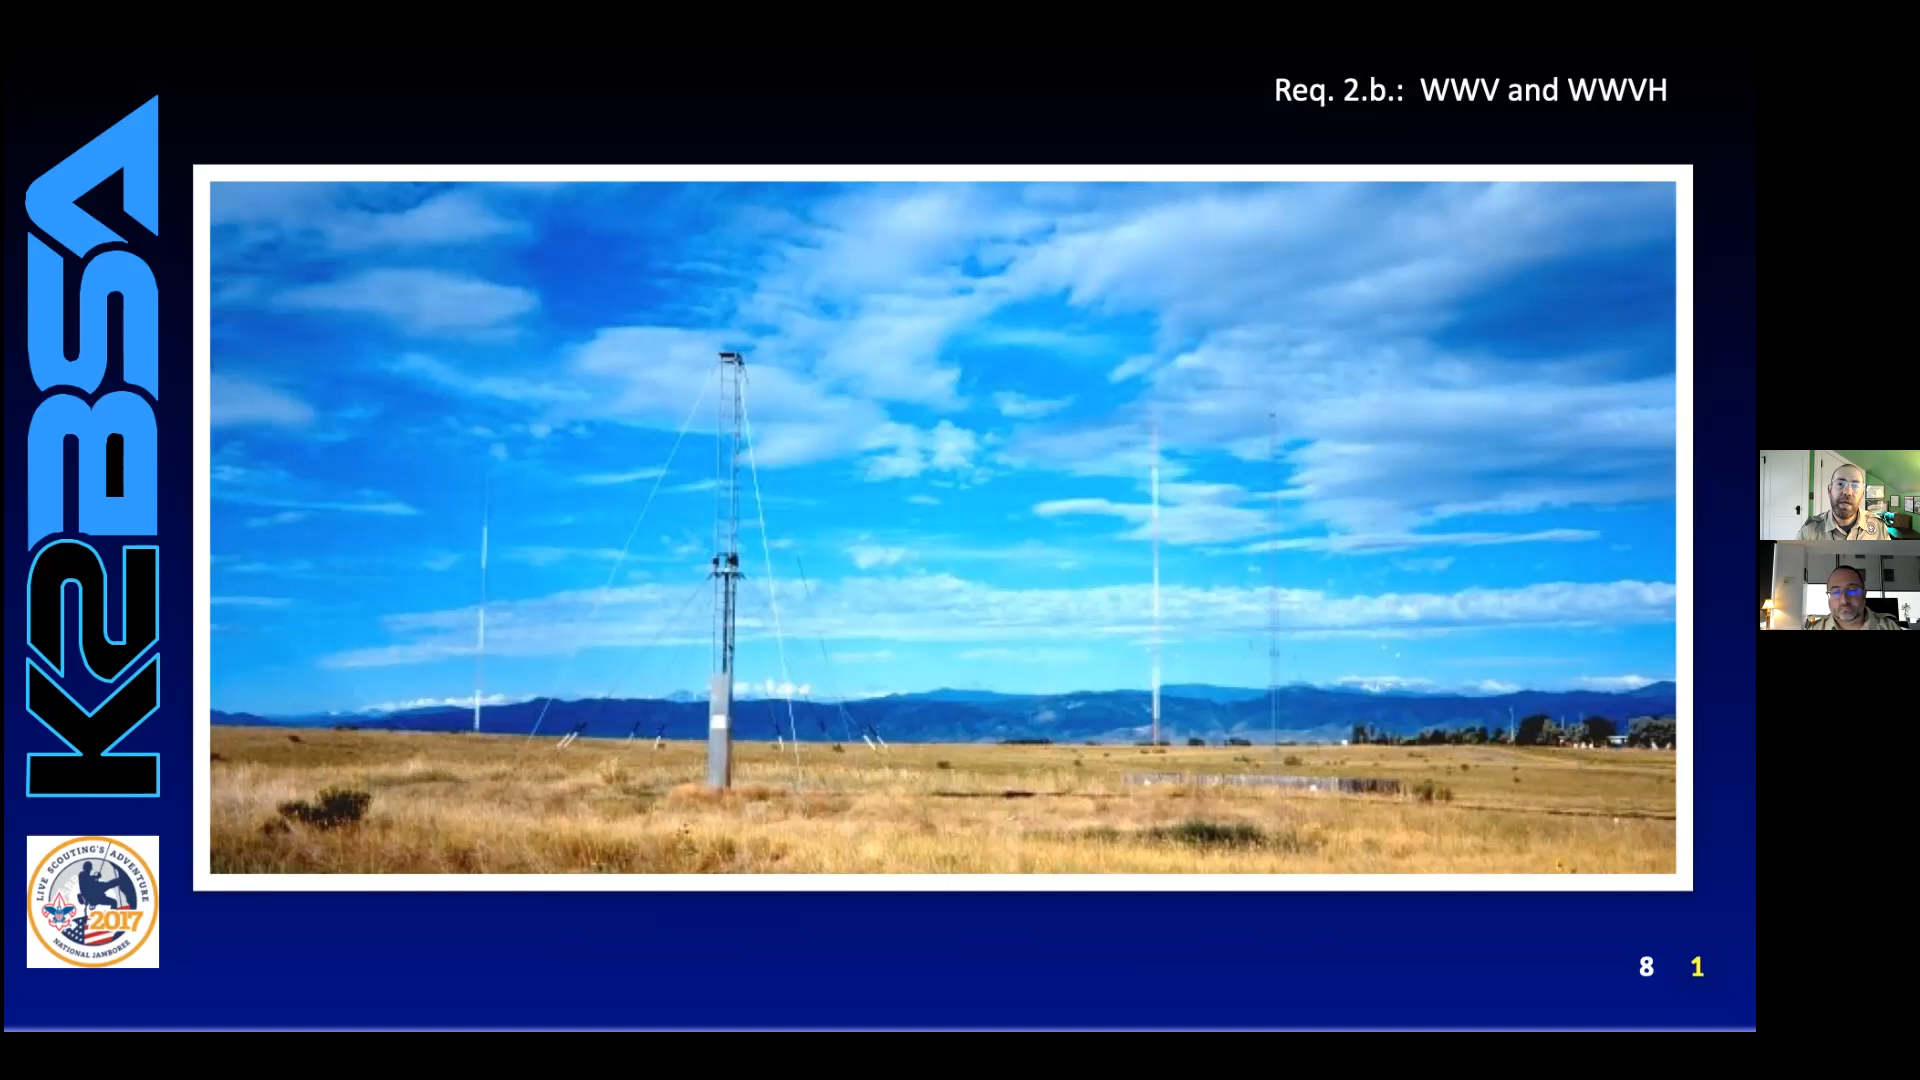 Req. 2.b.:  WWV and WWVH
K2BSA
LIVE SCOUTING'S ADVENTURE
2017
NATIONAL JAMBOREE
8 1